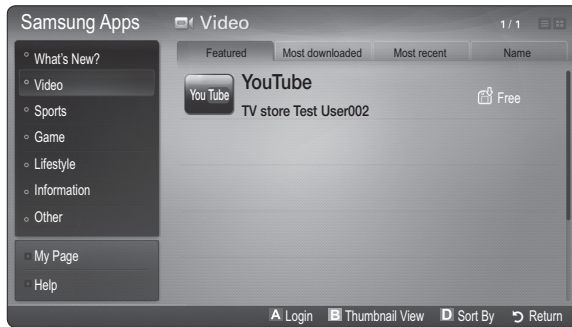 Samsung Apps
Video
1 / 1
What's New?
Video
Sports
Game
Lifestyle
Information
Other
My Page
Help
Featured
Most downloaded
Most recent
Name
You Tube
YouTube
TV store Test User002
Free
A Login B Thumbnail View D Sort By Return